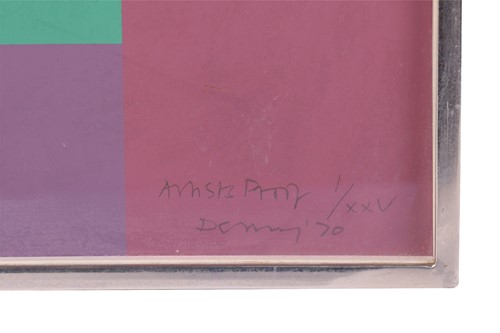 Artists Proof 1/XXV
Denny '70